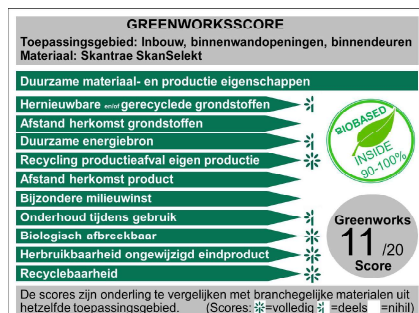 GREENWORKSSCORE
Toepassingsgebied: Inbouw, binnenwandopeningen, binnendeuren
Materiaal: Skantrae SkanSelekt
Duurzame materiaal- en productie eigenschappen
Hernieuwbare en/of gerecyclede grondstoffen
Afstand herkomst grondstoffen
Duurzame energiebron
Recycling productieafval eigen productie
Afstand herkomst product
Bijzondere milieuwinst
Onderhoud tijdens gebruik
Biologisch afbreekbaar
Herbruikbaarheid ongewijzigd eindproduct
Recyclebaarheid
BIOBASED
INSIDE
90-100%
Greenworks
11/20
Score
De scores zijn onderling te vergelijken met branchegelijke materialen uit
hetzelfde toepassingsgebied. (Scores: =volledig =deels =nihil)